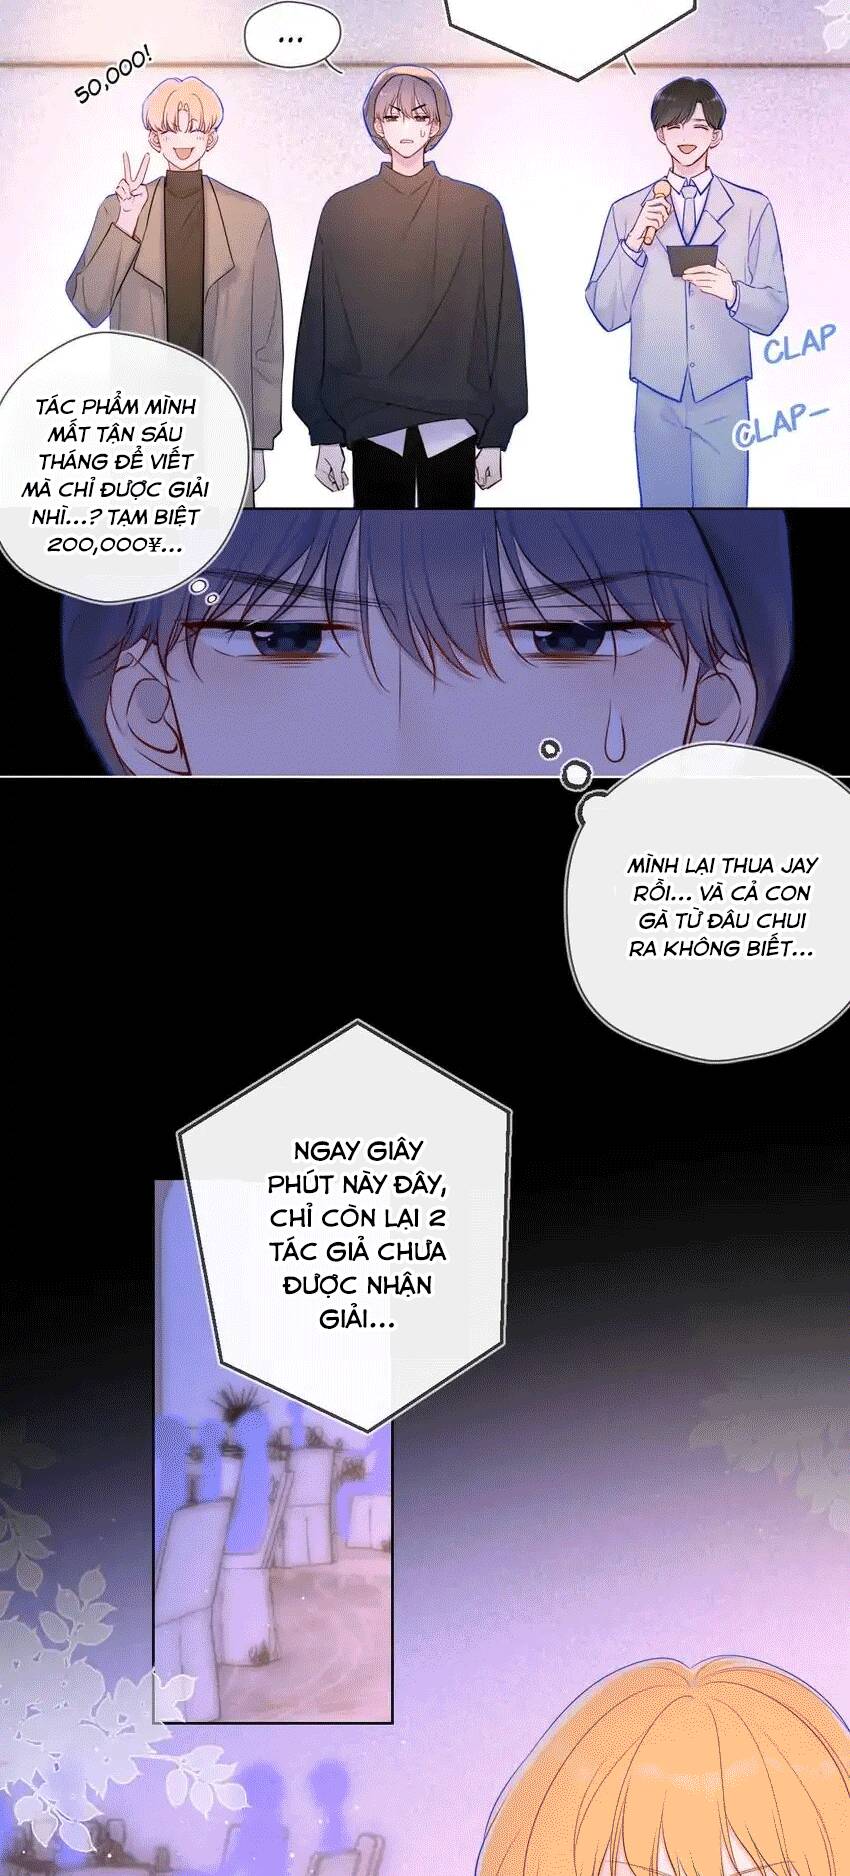 ...
50,000!
CLAP
CLAP-
TÁC PHẨM MÌNH
MẤT TẬN SÁU
THÁNG ĐỂ VIẾT
MÀ CHỈ ĐƯỢC GIẢI
NHÌ...? TẠM BIỆT
200,000¥...
MÌNH LẠI THUA JAY
RỒI... VÀ CẢ CON
GÀ TỪ ĐÂU CHUI
RA KHÔNG BIẾT...
NGAY GIÂY
PHÚT NÀY ĐÂY,
CHỈ CÒN LẠI 2
TÁC GIẢ CHƯA
ĐƯỢC NHẬN
GIẢI...